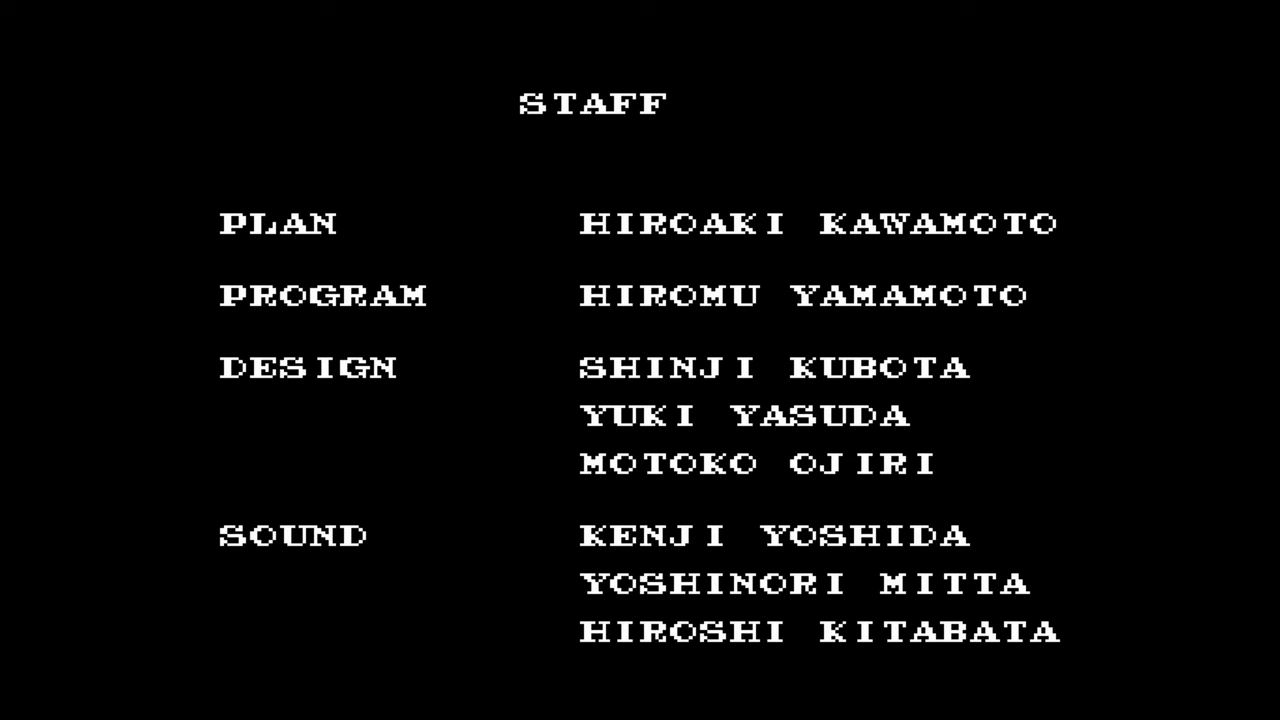 STAFF
PLAN HIROAKI KAWAMOTO
PROGRAM HIROMU YAMAMOTO
DESIGN SHINJI KUBOTA
YUKI YASUDA
MOTOKO OJIRI
SOUND KENJI YOSHIDA
YOSHINORI MITTA
HIROSHI KITABATA